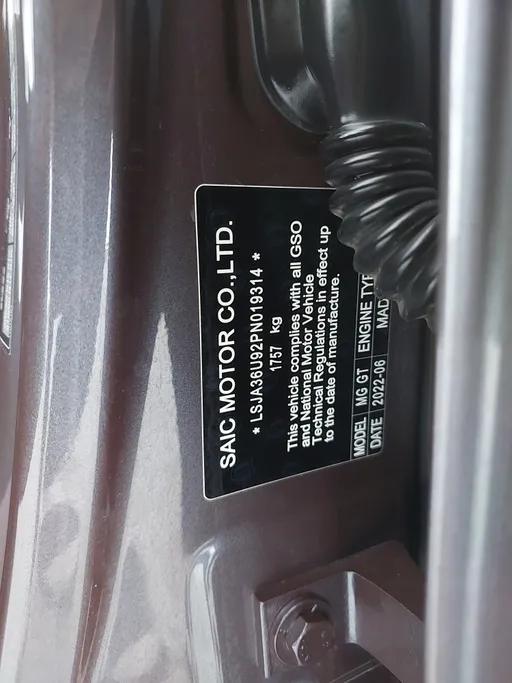 SAIC MOTOR CO.,LTD.
* LSJA36U92PN019314 *
1757 kg
This vehicle complies with all GSO
and National Motor Vehicle
Technical Regulations in effect up
to the date of manufacture.
MODEL MG GT ENGINE TYP
DATE 2022-06 MAD